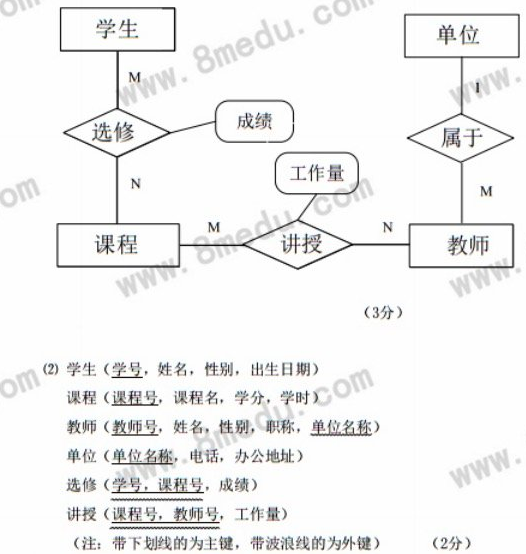 学生
单位
M
1
选修
成绩
属于
N
工作量
M
课程
M
讲授
N
教师
(3分)
⑵ 学生（学号，姓名，性别，出生日期）
课程（课程号，课程名，学分，学时）
教师（教师号，姓名，性别，职称，单位名称）
单位（单位名称，电话，办公地址）
选修（学号，课程号，成绩）
讲授（课程号，教师号，工作量）
（注：带下划线的为主键，带波浪线的为外键） (2分)
www.8medu.com